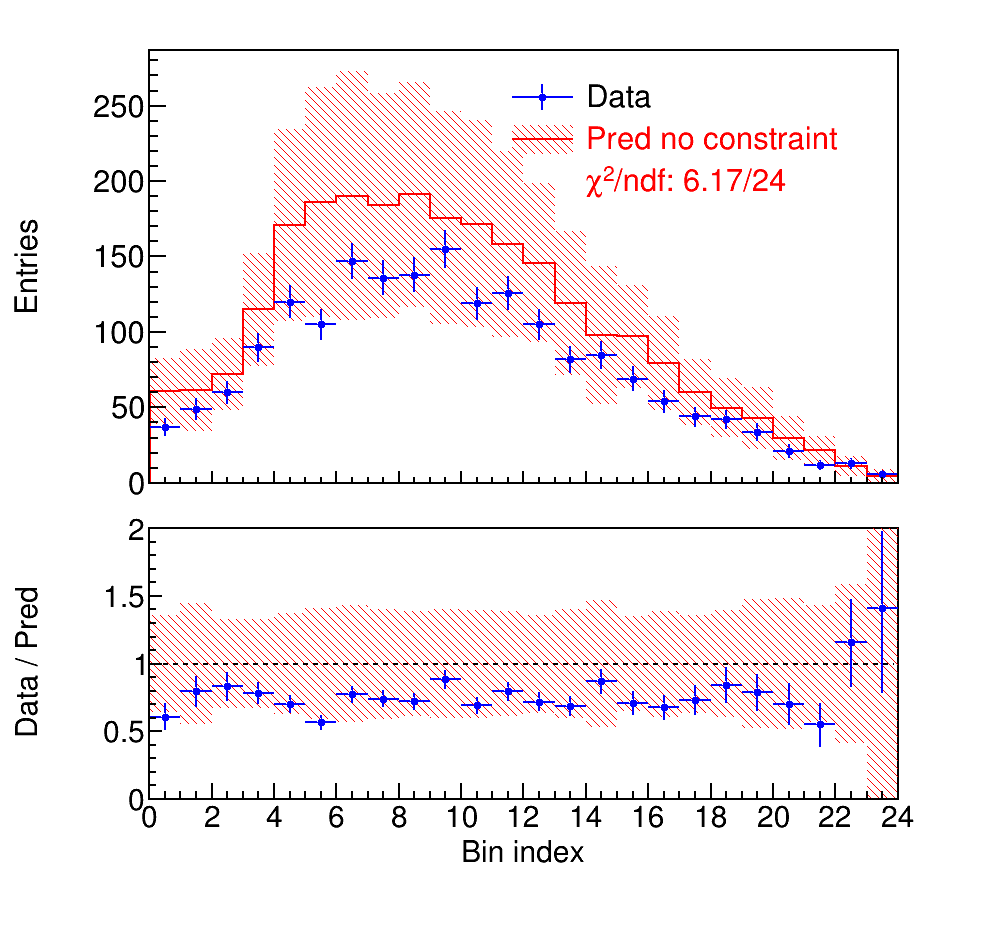 Entries
250
200
150
100
50
0
Data
Pred no constraint
χ²/ndf: 6.17/24
Data / Pred
2
1.5
1
0.5
0
0 2 4 6 8 10 12 14 16 18 20 22 24
Bin index